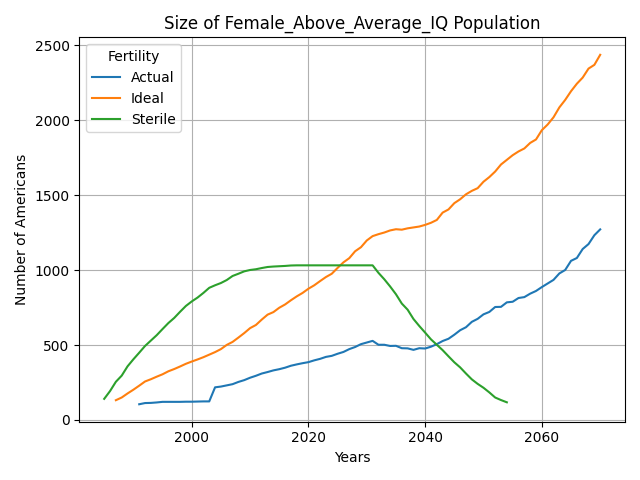 Size of Female_Above_Average_IQ Population
Number of Americans
2500
2000
1500
1000
500
0
Fertility
Actual
Ideal
Sterile
2000
2020
2040
2060
Years